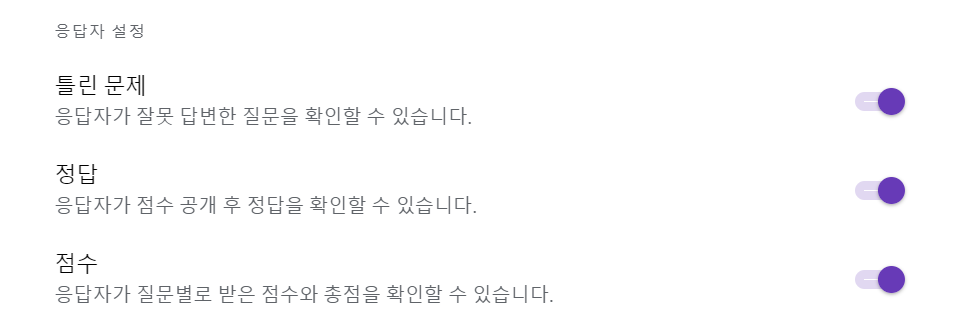 응답자 설정
틀린 문제
응답자가 잘못 답변한 질문을 확인할 수 있습니다.
정답
응답자가 점수 공개 후 정답을 확인할 수 있습니다.
점수
응답자가 질문별로 받은 점수와 총점을 확인할 수 있습니다.